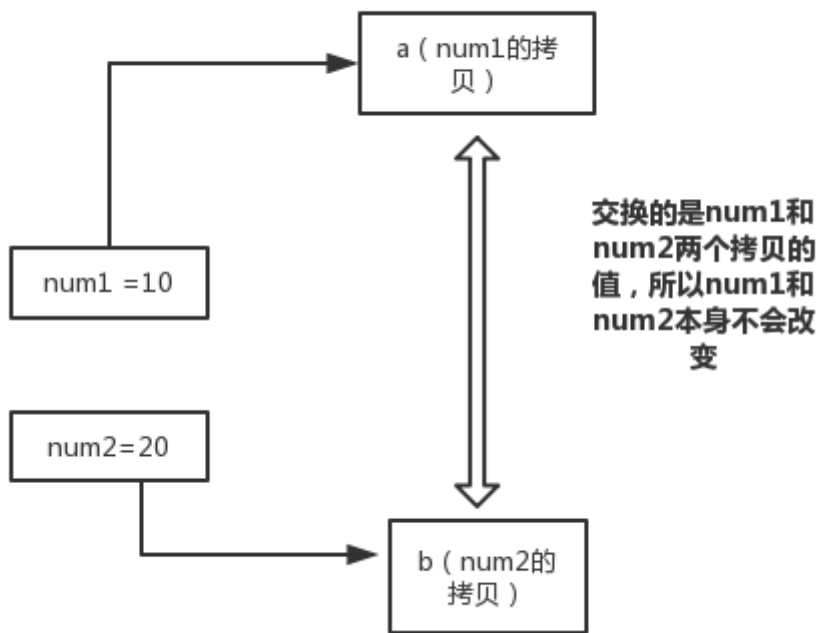 a（num1的拷
贝）
num1 =10
交换的是num1和
num2两个拷贝的
值，所以num1和
num2本身不会改
变
num2=20
b（num2的
拷贝）